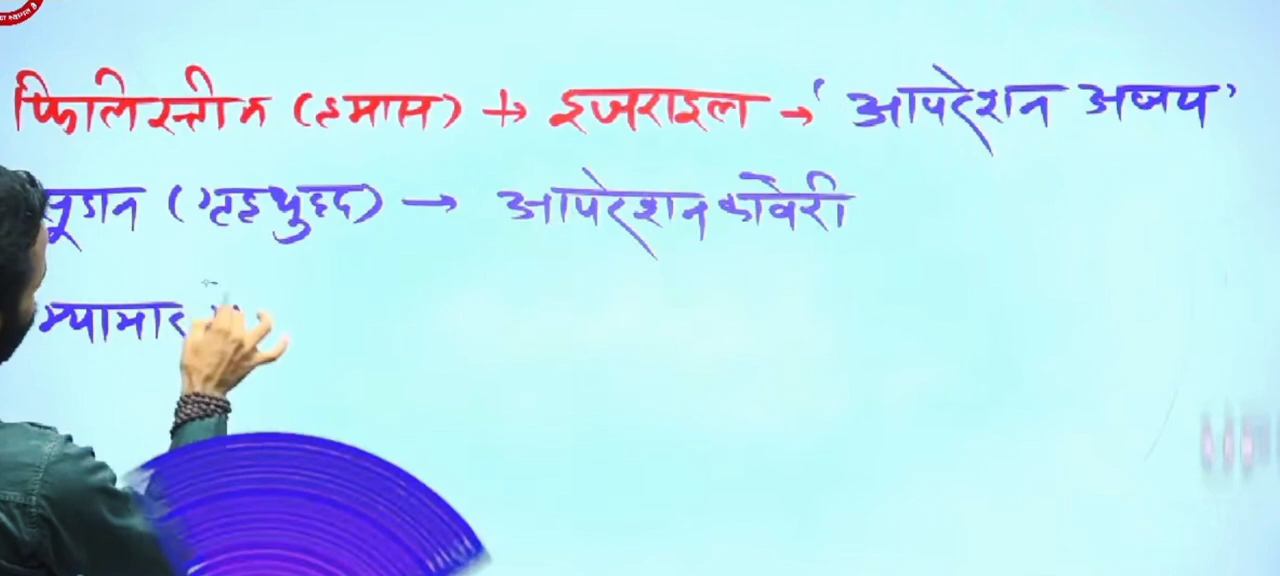 फिलिस्तीन (हमास) + इजराइल → 'आपरेशन अजय'
सूडान (गृहयुद्ध) → आपरेशन कावेरी
म्यामार